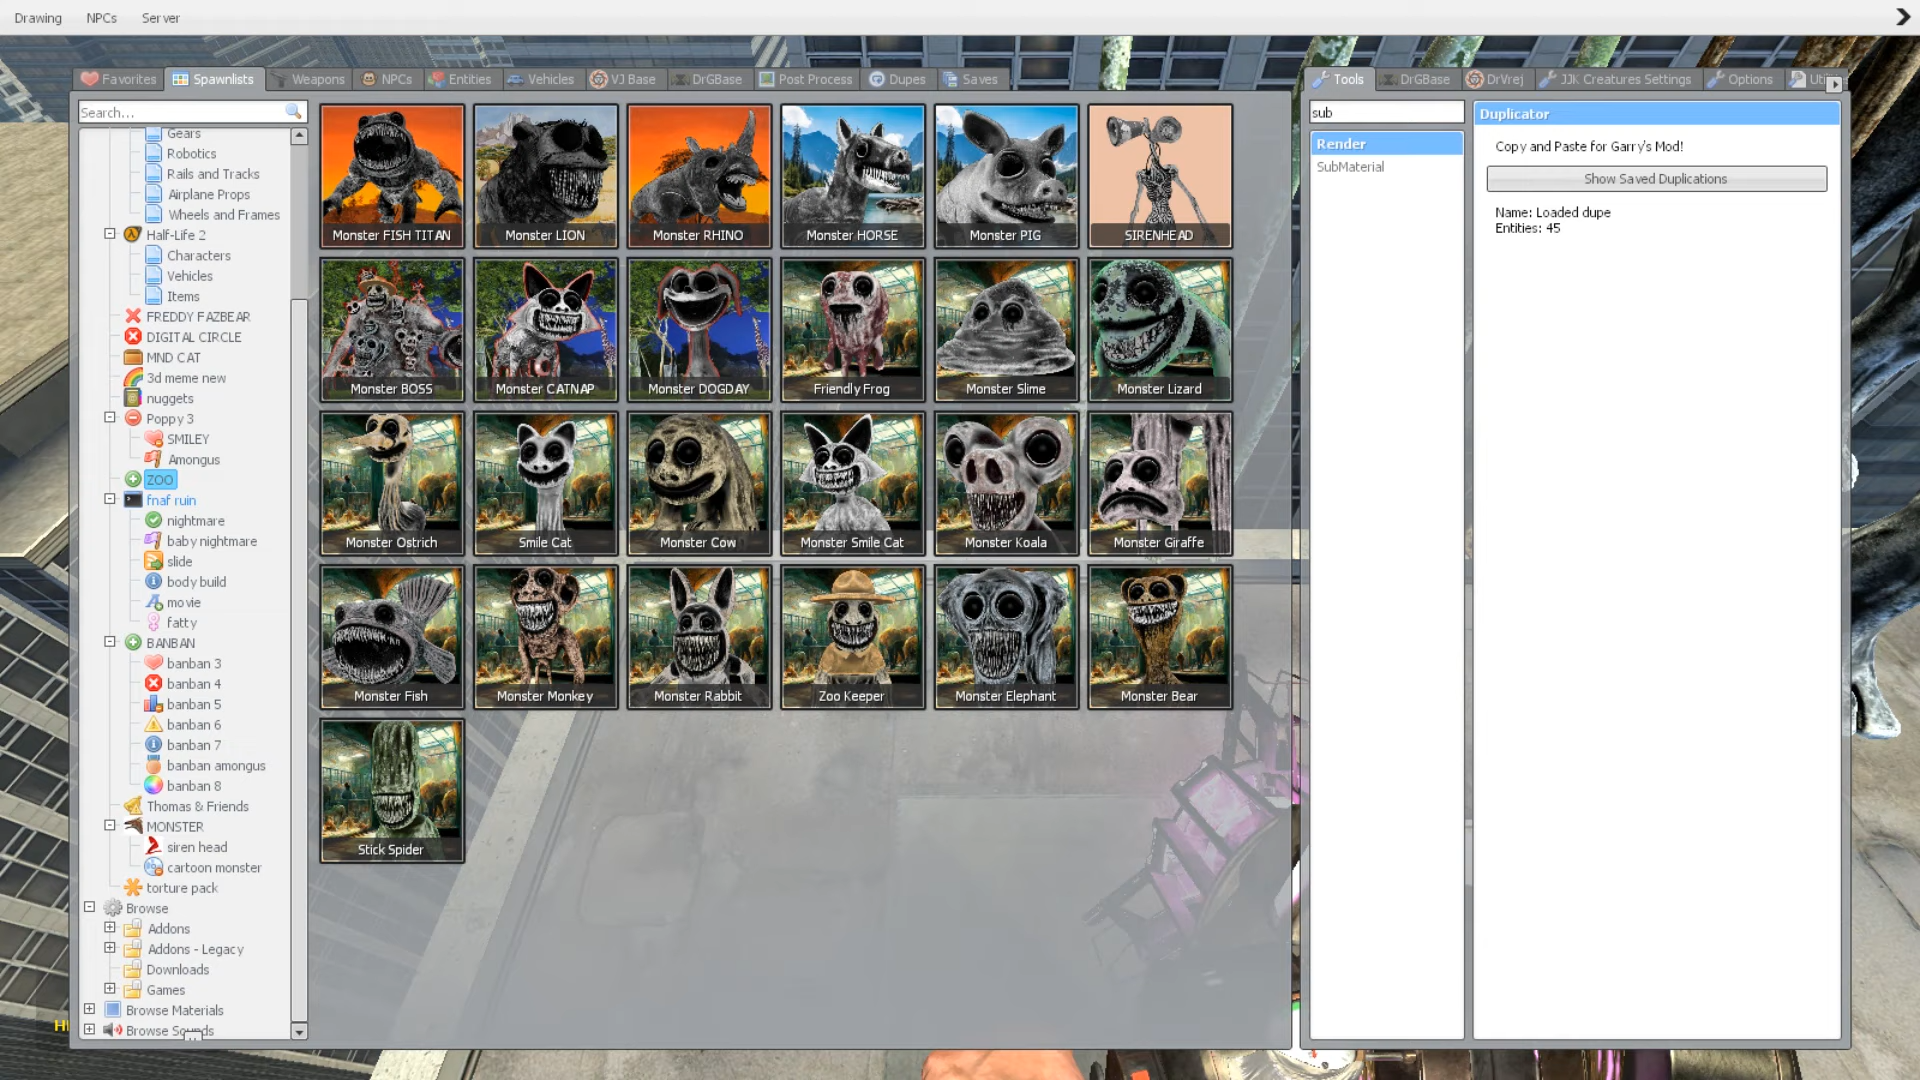 Drawing NPCs Server
Favorites Spawnlists Weapons NPCs Entities Vehicles VJ Base DrGBase Post Process Dupes Saves
Search...
Gears
Robotics
Rails and Tracks
Airplane Props
Wheels and Frames
Half-Life 2
Characters
Vehicles
Items
FREDDY FAZBEAR
DIGITAL CIRCLE
MND CAT
3d meme new
nuggets
Poppy 3
SMILEY
Amongus
ZOO
fnaf ruin
nightmare
baby nightmare
slide
body build
movie
fatty
BANBAN
banban 3
banban 4
banban 5
banban 6
banban 7
banban amongus
banban 8
Thomas & Friends
MONSTER
siren head
cartoon monster
torture pack
Browse
Addons
Addons - Legacy
Downloads
Games
Browse Materials
Browse Sounds
Monster FISH TITAN Monster LION Monster RHINO Monster HORSE Monster PIG SIRENHEAD
Monster BOSS Monster CATNAP Monster DOGDAY Friendly Frog Monster Slime Monster Lizard
Monster Ostrich Smile Cat Monster Cow Monster Smile Cat Monster Koala Monster Giraffe
Monster Fish Monster Monkey Monster Rabbit Zoo Keeper Monster Elephant Monster Bear
Stick Spider
Tools DrGBase DrVrej JJK Creatures Settings Options
sub
Render
SubMaterial
Duplicator
Copy and Paste for Garry's Mod!
Show Saved Duplications
Name: Loaded dupe
Entities: 45